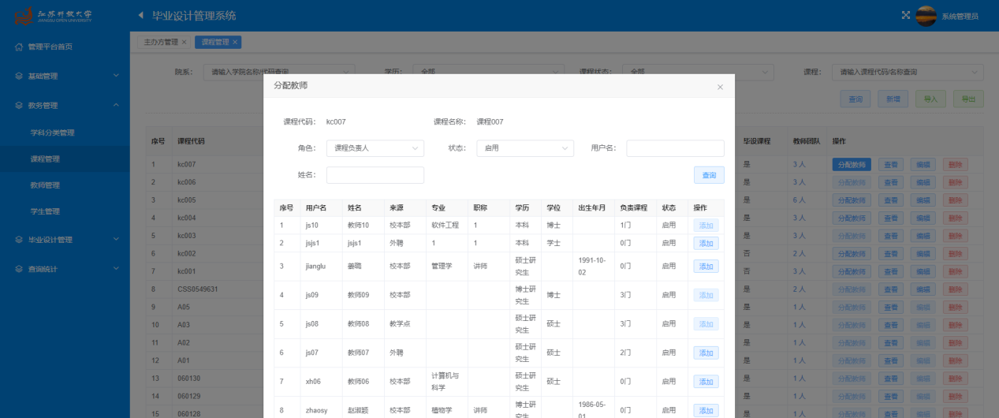 江苏开放大学
JIANGSU OPEN UNIVERSITY
毕业设计管理系统
系统管理员
管理平台首页
基础管理
教务管理
学科分类管理
课程管理
教师管理
学生管理
毕业设计管理
查询统计
主办方管理 ×
课程管理 ×
院系： 请输入学院名称/代码查询 学历： 全部 课程状态： 全部 课程： 请输入课程代码/名称查询
查询 新增 导入 导出
分配教师 ×
课程代码： kc007 课程名称： 课程007
角色： 课程负责人 状态： 启用 用户名：
姓名： 查询
序号 用户名 姓名 来源 专业 职称 学历 学位 出生年月 负责课程 状态 操作
1 js10 教师10 校本部 软件工程 1 本科 博士 1门 启用 添加
2 jsjs1 jsjs1 外聘 1 1 本科 学士 0门 启用 添加
3 jianglu 姜璐 校本部 管理学 讲师 硕士研究生 1991-10-02 0门 启用 添加
4 js09 教师09 校本部 博士研究生 博士 3门 启用 添加
5 js08 教师08 教学点 硕士研究生 硕士 3门 启用 添加
6 js07 教师07 外聘 硕士研究生 硕士 2门 启用 添加
7 xh06 教师06 校本部 计算机与科学 硕士研究生 硕士 0门 启用 添加
8 zhaosy 赵淑颖 校本部 植物学 讲师 博士研究生 1986-05-01 0门 启用 添加
序号 课程代码 毕设课程 教师团队 操作
1 kc007 是 3 人 分配教师 查看 编辑 删除
2 kc006 是 3 人 分配教师 查看 编辑 删除
3 kc005 是 6 人 分配教师 查看 编辑 删除
4 kc004 是 3 人 分配教师 查看 编辑 删除
5 kc003 是 3 人 分配教师 查看 编辑 删除
6 kc002 否 2 人 分配教师 查看 编辑 删除
7 kc001 否 3 人 分配教师 查看 编辑 删除
8 CSS0549631 是 2 人 分配教师 查看 编辑 删除
9 A05 是 1 人 分配教师 查看 编辑 删除
10 A03 是 1 人 分配教师 查看 编辑 删除
11 A02 是 1 人 分配教师 查看 编辑 删除
12 A01 是 1 人 分配教师 查看 编辑 删除
13 060130 是 1 人 分配教师 查看 编辑 删除
14 060129 是 1 人 分配教师 查看 编辑 删除
15 060128 是 1 人 分配教师 查看 编辑 删除